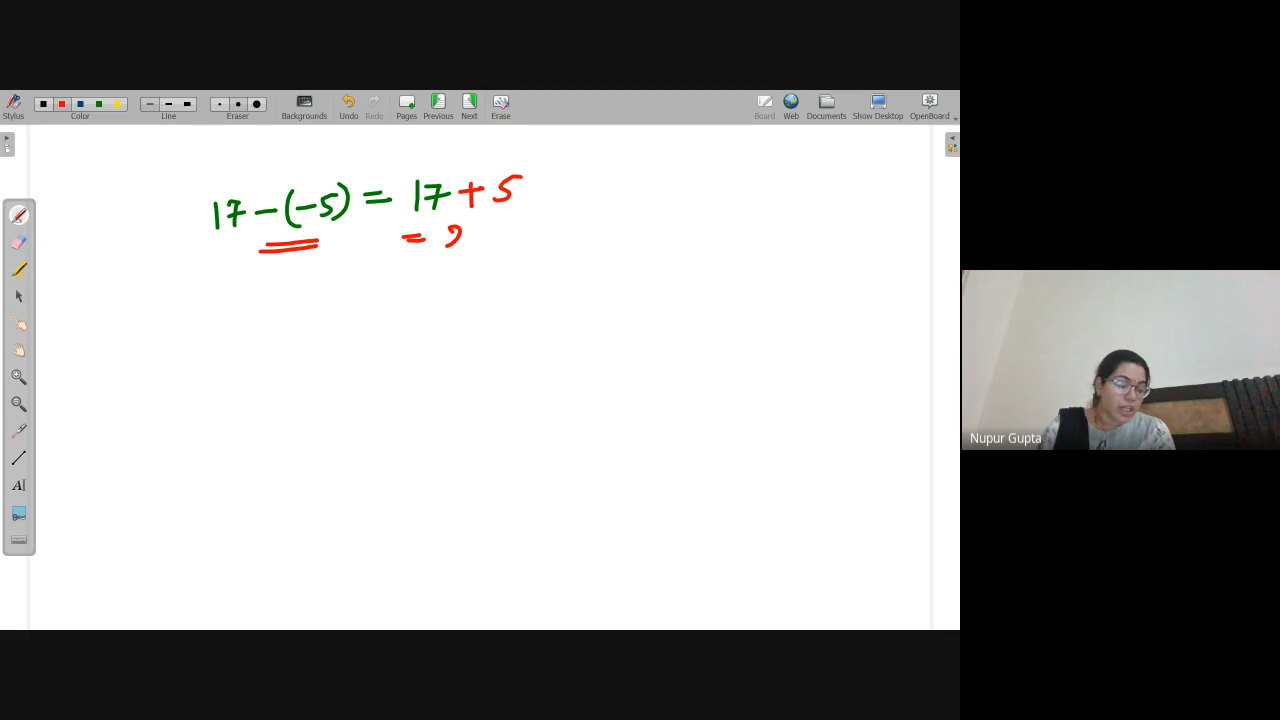 Stylus
Color
Line
Eraser
Backgrounds
Undo
Redo
Pages
Previous
Next
Erase
Board
Web
Documents
Show Desktop
OpenBoard
17 - (-5) = 17 + 5
=
Nupur Gupta